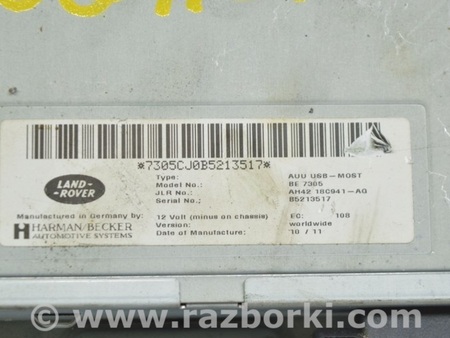 *7305CJ0B5213517*
LAND-
ROVER
Type: AUU USB-MOST
Model No.: BE 7305
JLR No.: AH42 18C941-AG
Serial No.: B5213517
Manufactured in Germany by:
HARMAN/BECKER
AUTOMOTIVE SYSTEMS
12 Volt (minus on chassis) EC: 108
Version: worldwide
Date of Manufacture: 10 / 11
© www.razborki.com/